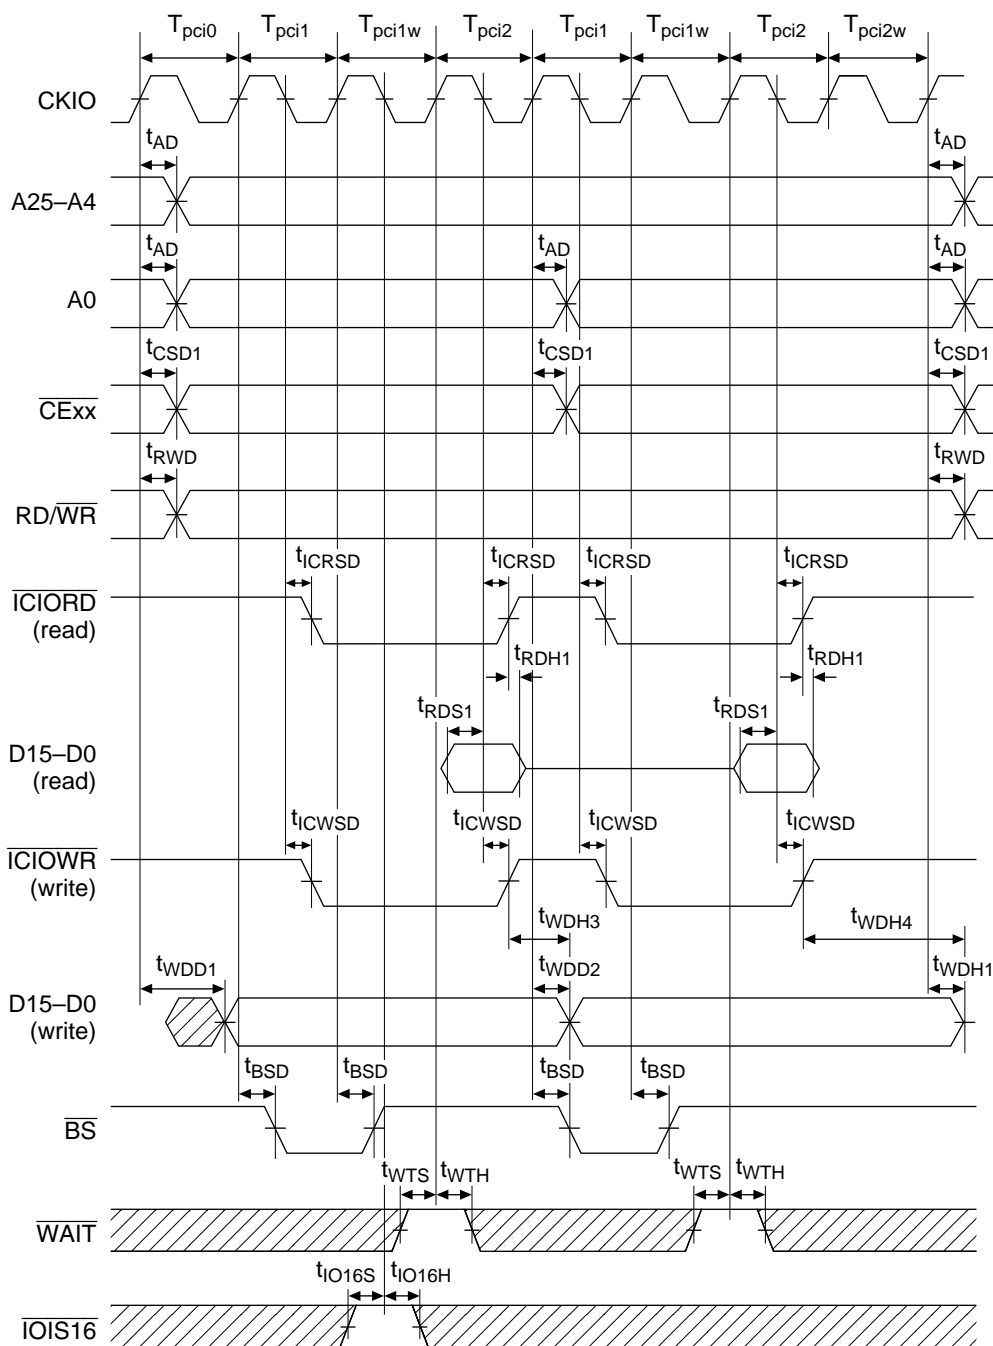 Tpci0 Tpci1 Tpci1w Tpci2 Tpci1 Tpci1w Tpci2 Tpci2w
CKIO
tAD tAD
A25–A4
tAD tAD tAD
A0
tCSD1 tCSD1 tCSD1
CExx
tRWD tRWD
RD/WR
tICRSD tICRSD tICRSD tICRSD
ICIORD
(read)
tRDH1 tRDH1
tRDS1 tRDS1
D15–D0
(read)
tICWSD tICWSD tICWSD tICWSD
ICIOWR
(write)
tWDH3 tWDH4
tWDD1 tWDD2 tWDH1
D15–D0
(write)
tBSD tBSD tBSD tBSD
BS
tWTS tWTH tWTS tWTH
WAIT
tIO16S tIO16H
IOIS16